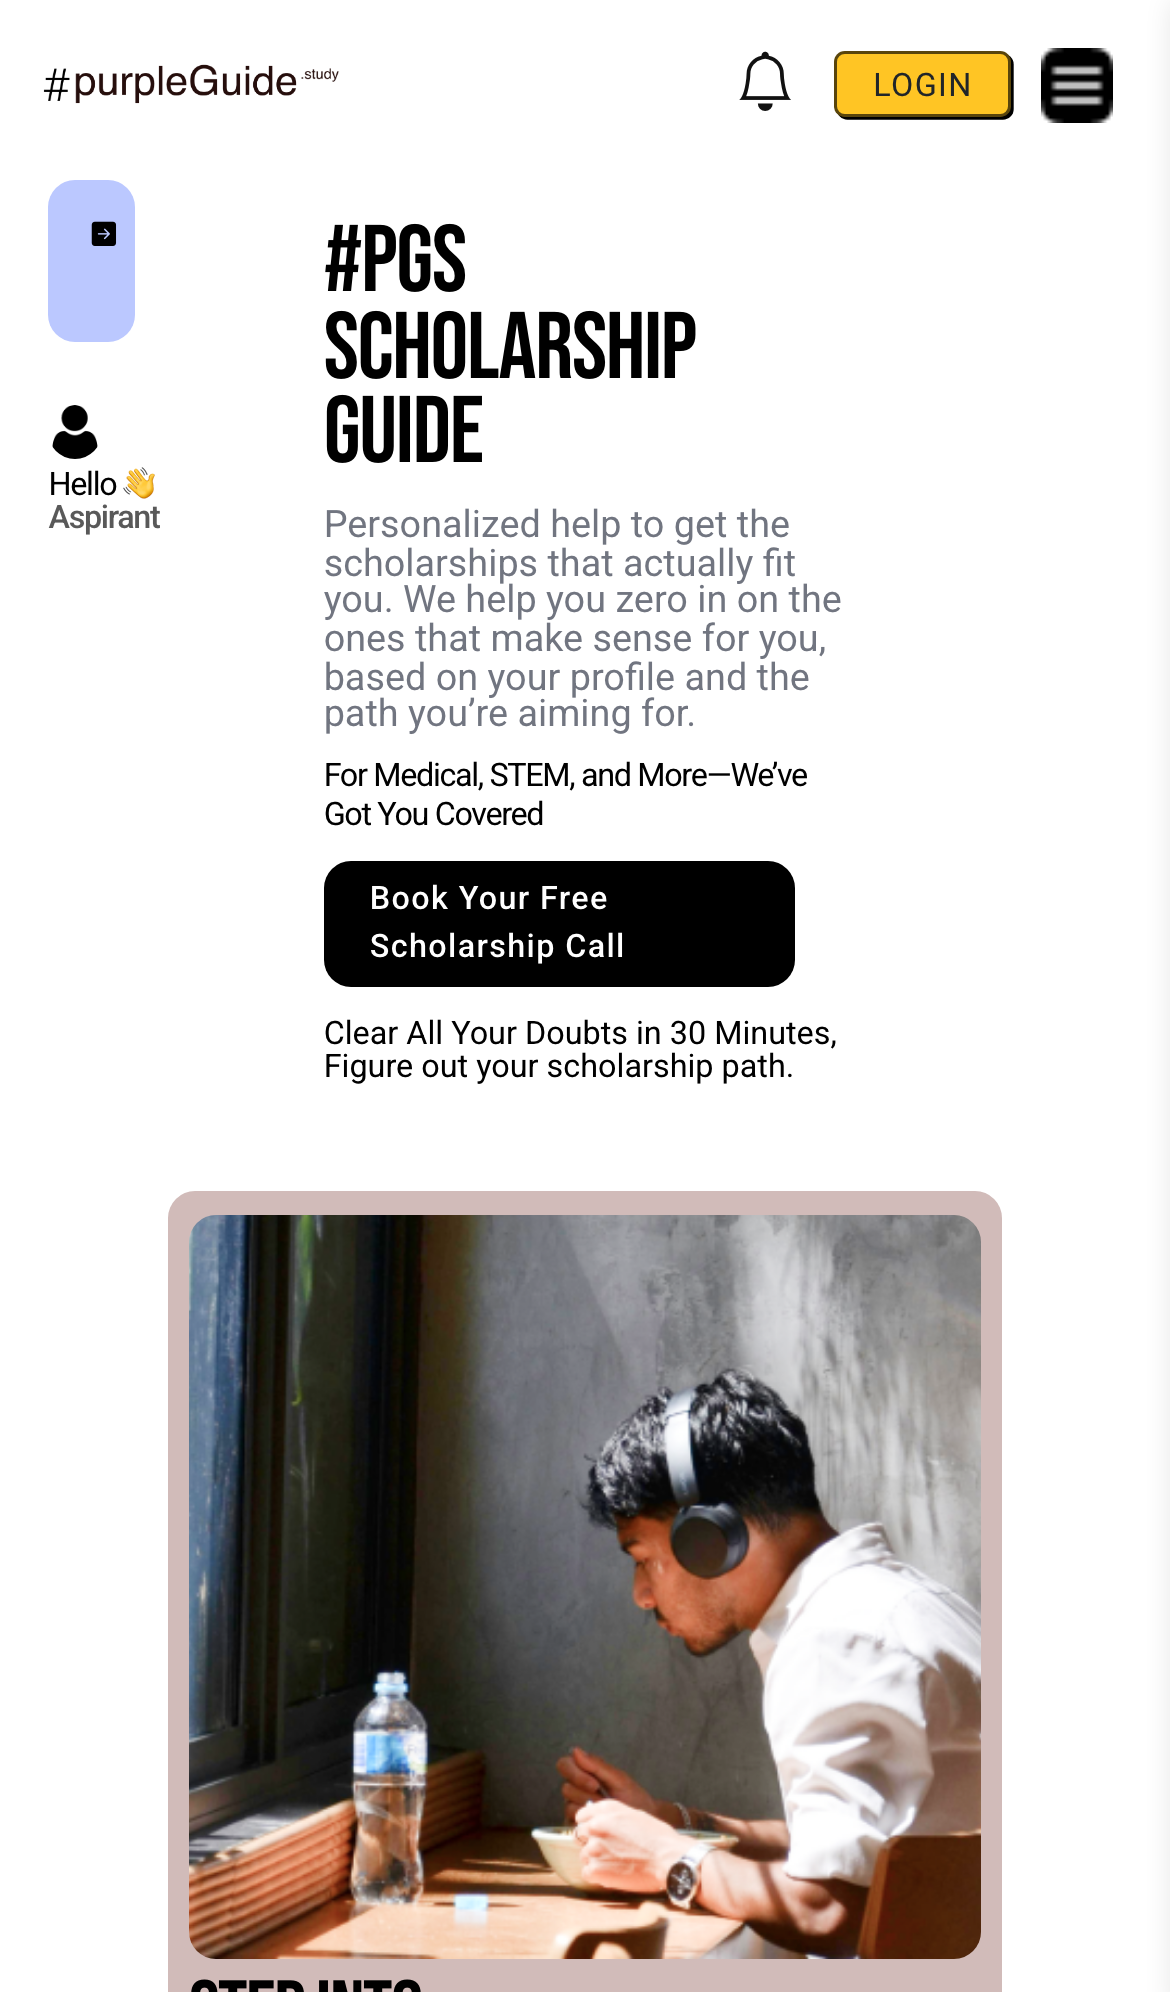 #purpleGuide.study
LOGIN
#PGS
SCHOLARSHIP
GUIDE
Hello 👋
Aspirant
Personalized help to get the
scholarships that actually fit
you. We help you zero in on the
ones that make sense for you,
based on your profile and the
path you’re aiming for.
For Medical, STEM, and More—We’ve
Got You Covered
Book Your Free
Scholarship Call
Clear All Your Doubts in 30 Minutes,
Figure out your scholarship path.
STEP INTO